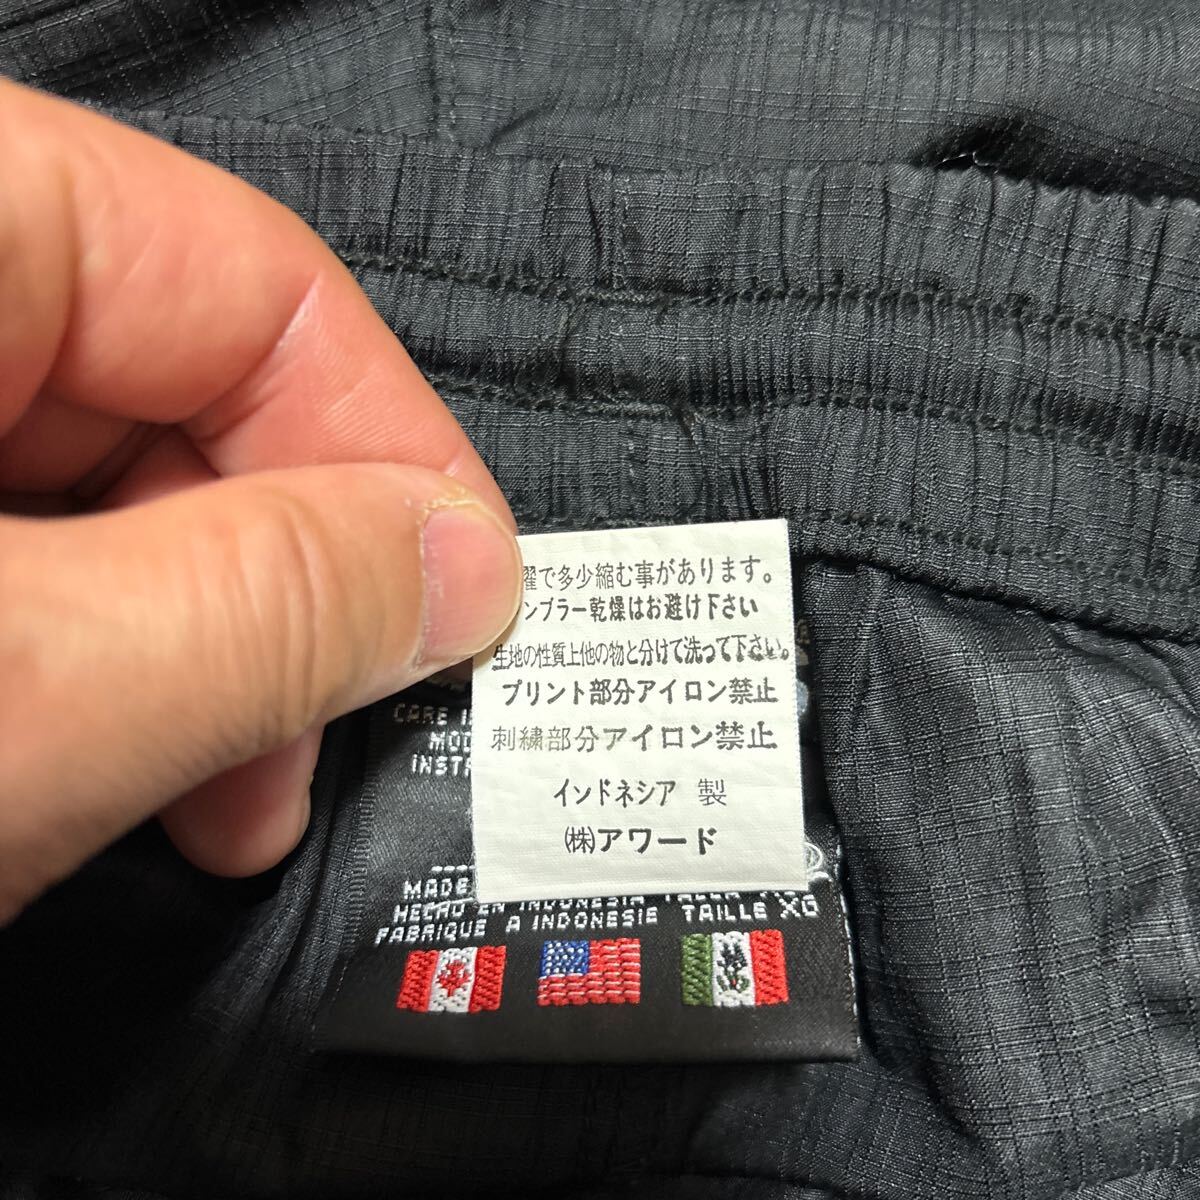 濯で多少縮む事があります。
ンブラー乾燥はお避け下さい
生地の性質上他の物と分けて洗って下さい。
プリント部分アイロン禁止
刺繍部分アイロン禁止
インドネシア 製
㈱アワード
CARE
MADE
HECHO EN INDONESIA TALLA
FABRIQUE A INDONESIE TAILLE XG